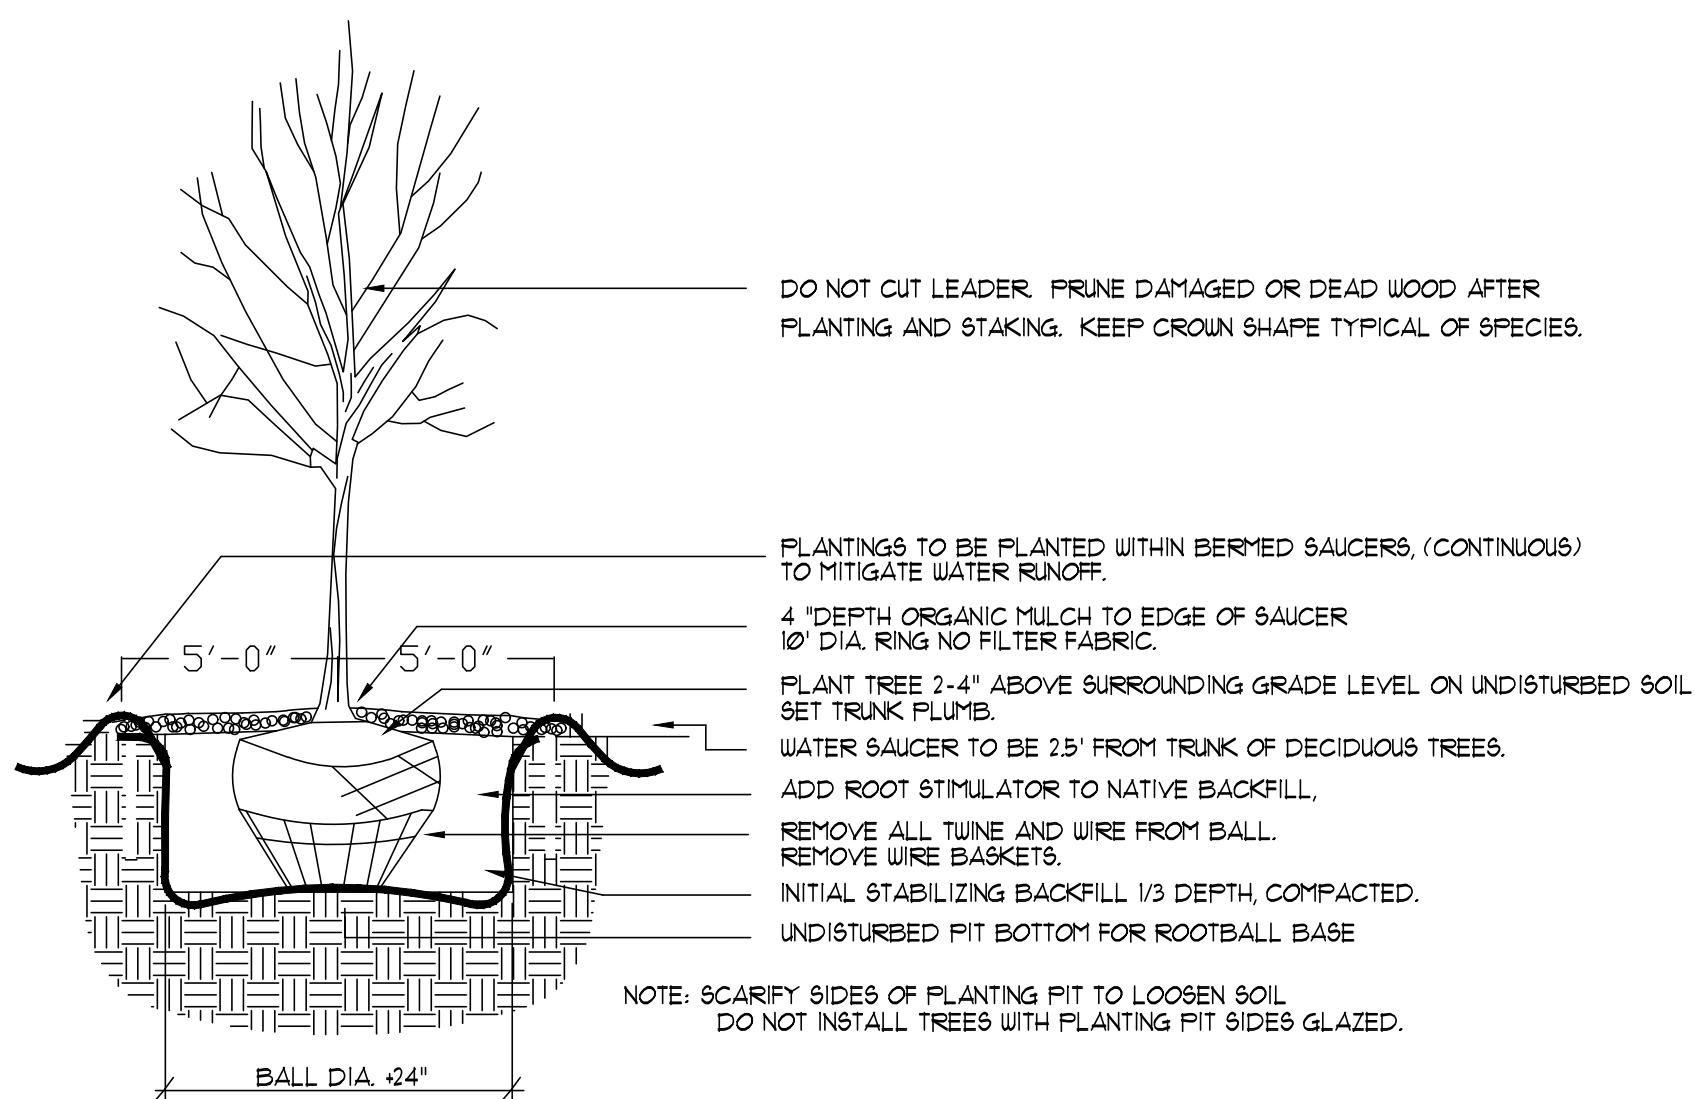 DO NOT CUT LEADER. PRUNE DAMAGED OR DEAD WOOD AFTER
PLANTING AND STAKING. KEEP CROWN SHAPE TYPICAL OF SPECIES.
PLANTINGS TO BE PLANTED WITHIN BERMED SAUCERS, (CONTINUOUS)
TO MITIGATE WATER RUNOFF.
4 "DEPTH ORGANIC MULCH TO EDGE OF SAUCER
10' DIA. RING NO FILTER FABRIC.
5'-0" 5'-0"
PLANT TREE 2-4" ABOVE SURROUNDING GRADE LEVEL ON UNDISTURBED SOIL
SET TRUNK PLUMB.
WATER SAUCER TO BE 2.5' FROM TRUNK OF DECIDUOUS TREES.
ADD ROOT STIMULATOR TO NATIVE BACKFILL,
REMOVE ALL TWINE AND WIRE FROM BALL.
REMOVE WIRE BASKETS.
INITIAL STABILIZING BACKFILL 1/3 DEPTH, COMPACTED.
UNDISTURBED PIT BOTTOM FOR ROOTBALL BASE
NOTE: SCARIFY SIDES OF PLANTING PIT TO LOOSEN SOIL
DO NOT INSTALL TREES WITH PLANTING PIT SIDES GLAZED.
BALL DIA. +24"